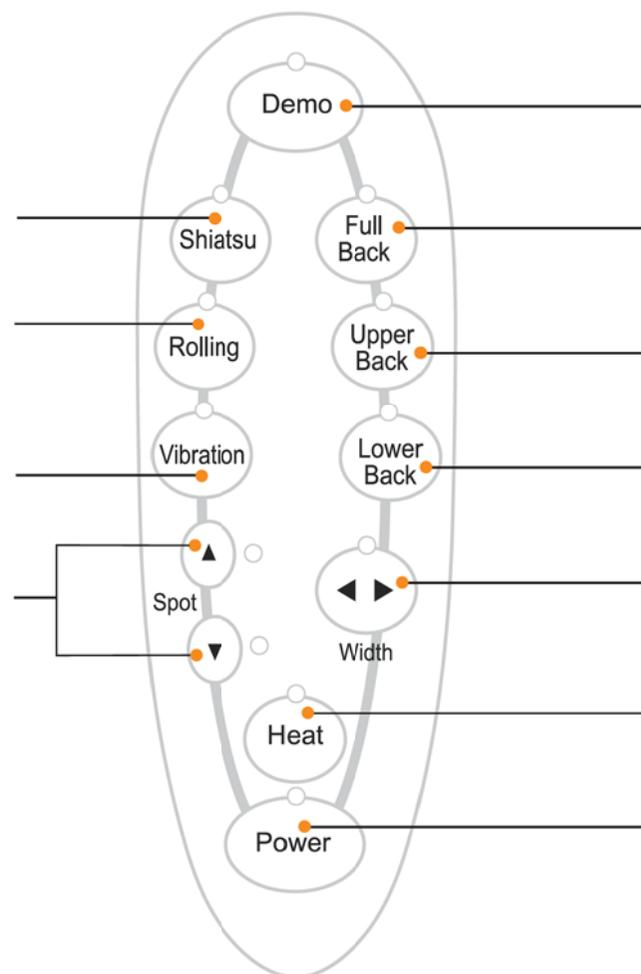 Demo
Shiatsu
Full
Back
Rolling
Upper
Back
Vibration
Lower
Back
Spot
Width
Heat
Power